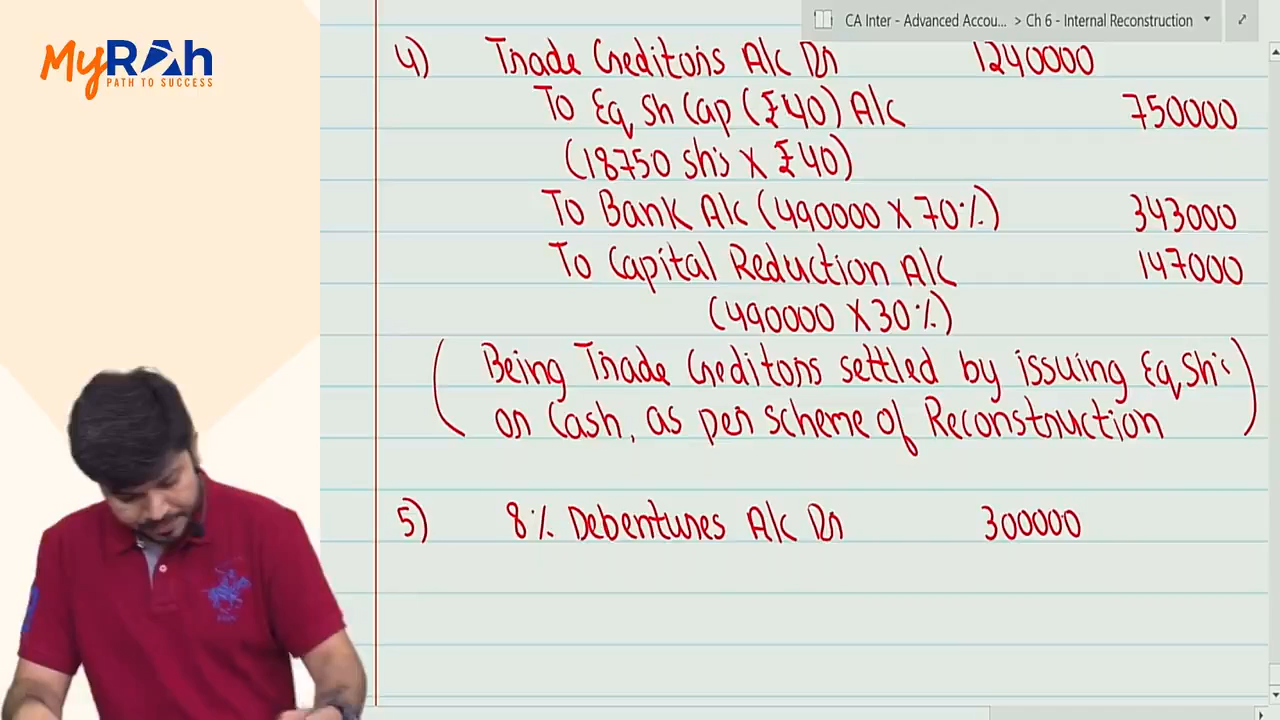 MyRAh
PATH TO SUCCESS
CA Inter - Advanced Accou... > Ch 6 - Internal Reconstruction
4) Trade Creditors A/c Dr 1240000
To Eq Sh Cap (₹40) A/c 750000
(18750 sh's X ₹40)
To Bank A/c (490000 X 70%) 343000
To Capital Reduction A/c 147000
(490000 X 30%)
(Being Trade Creditors settled by issuing Eq Sh's
or Cash, as per scheme of Reconstruction)
5) 8% Debentures A/c Dr 300000